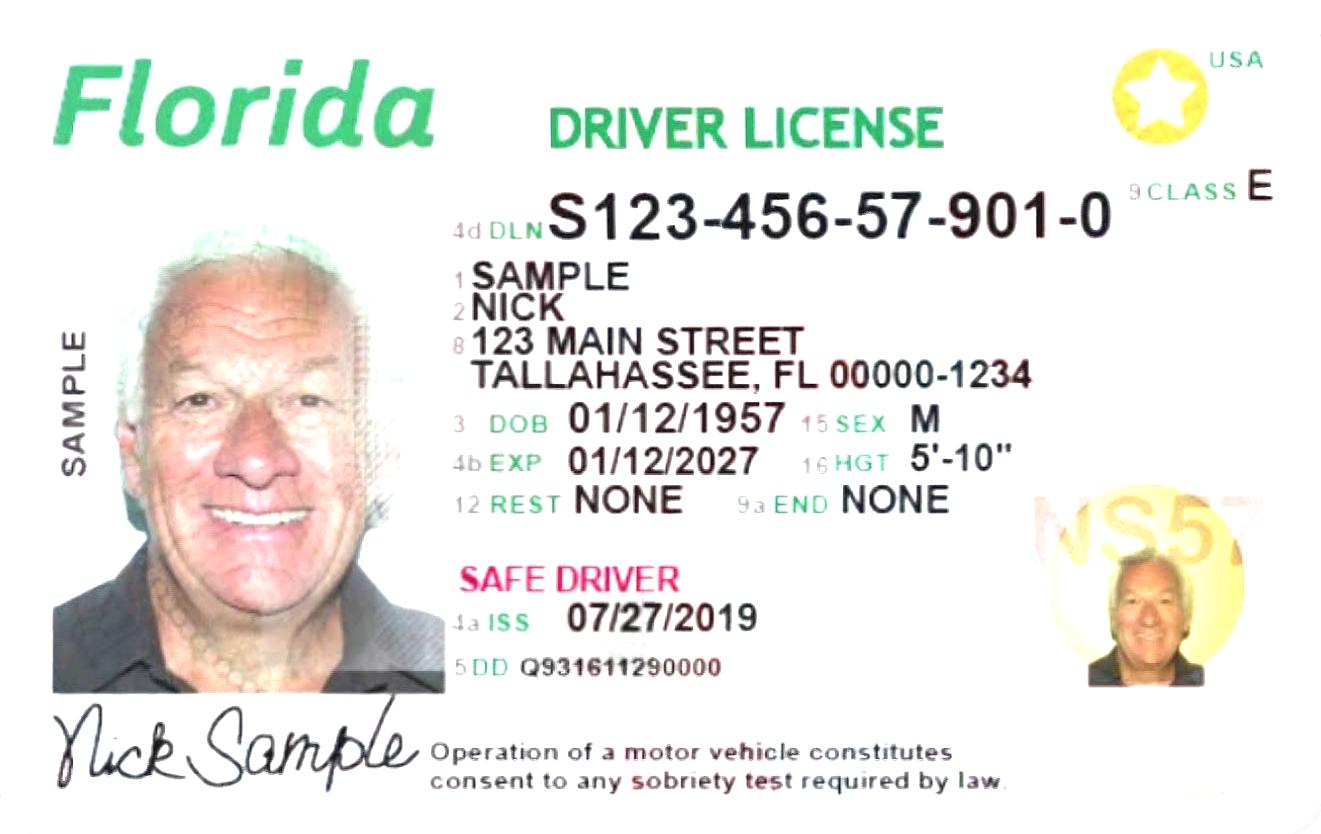 Florida
DRIVER LICENSE
USA
9 CLASS E
4d DLN S123-456-57-901-0
1 SAMPLE
2 NICK
8 123 MAIN STREET
TALLAHASSEE, FL 00000-1234
3 DOB 01/12/1957 15 SEX M
4b EXP 01/12/2027 16 HGT 5'-10"
12 REST NONE 9a END NONE
SAFE DRIVER
4a ISS 07/27/2019
5 DD Q931611290000
SAMPLE
NS57
Nick Sample
Operation of a motor vehicle constitutes
consent to any sobriety test required by law.